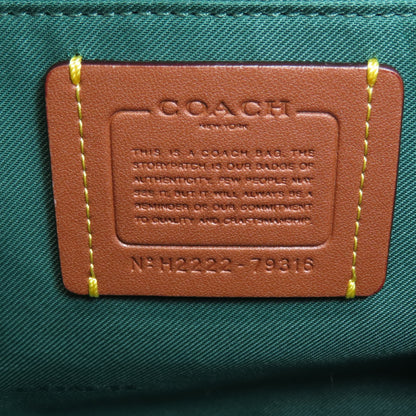 COACH
NEW YORK
THIS IS A COACH BAG. THE
STORYPATCH IS OUR BADGE OF
AUTHENTICITY. FEW PEOPLE MAY
SEE IT, BUT IT WILL ALWAYS BE A
REMINDER OF OUR COMMITMENT
TO QUALITY AND CRAFTSMANSHIP.
Nº H2222-79316